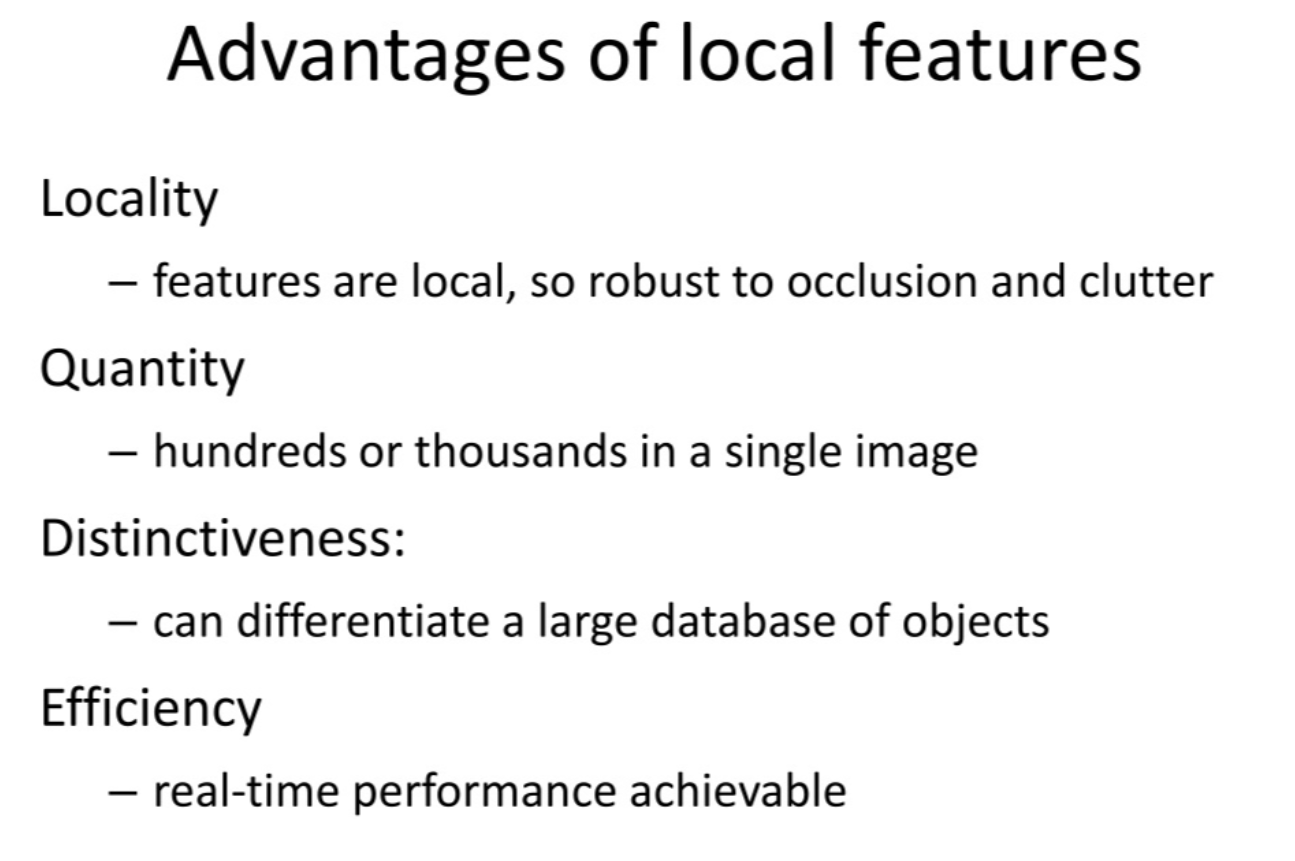 Advantages of local features
Locality
– features are local, so robust to occlusion and clutter
Quantity
– hundreds or thousands in a single image
Distinctiveness:
– can differentiate a large database of objects
Efficiency
– real-time performance achievable